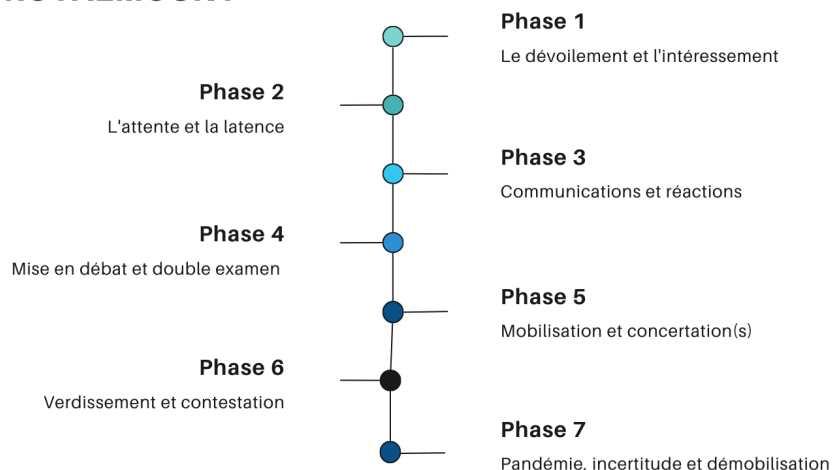 Phase 1
Le dévoilement et l'intéressement
Phase 2
L'attente et la latence
Phase 3
Communications et réactions
Phase 4
Mise en débat et double examen
Phase 5
Mobilisation et concertation(s)
Phase 6
Verdissement et contestation
Phase 7
Pandémie, incertitude et démobilisation